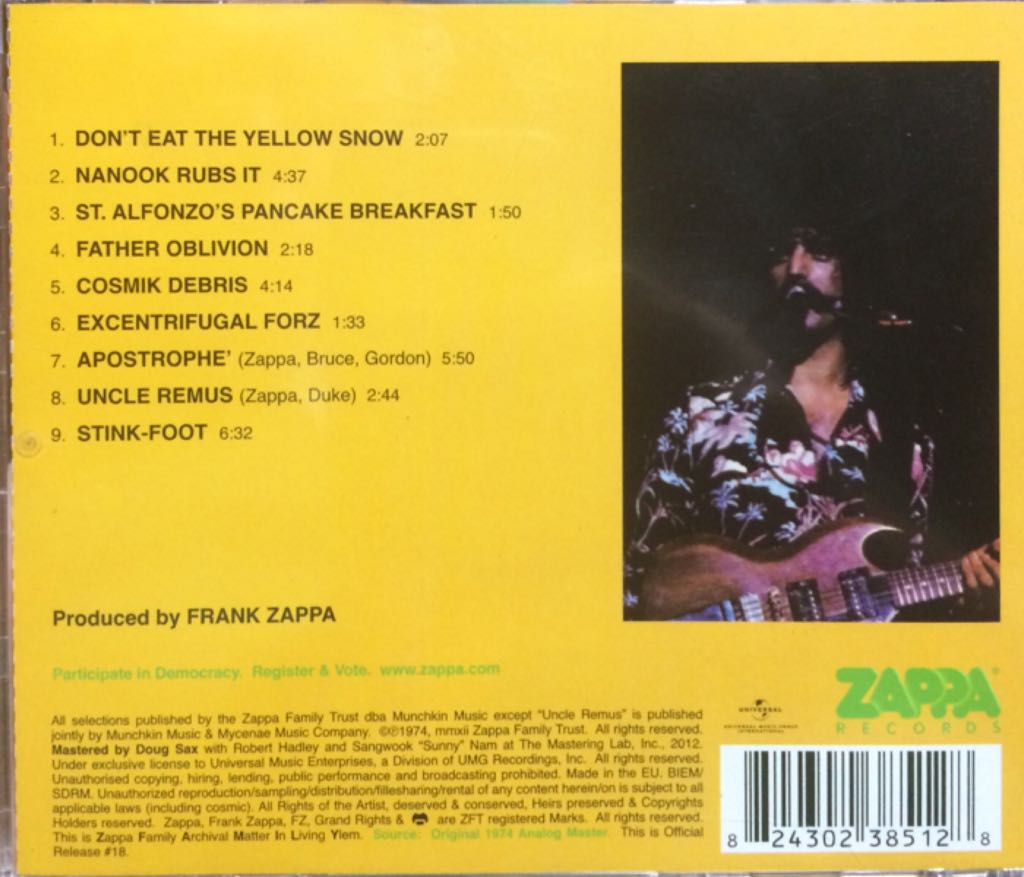 1. DON'T EAT THE YELLOW SNOW 2:07
2. NANOOK RUBS IT 4:37
3. ST. ALFONZO'S PANCAKE BREAKFAST 1:50
4. FATHER OBLIVION 2:18
5. COSMIK DEBRIS 4:14
6. EXCENTRIFUGAL FORZ 1:33
7. APOSTROPHE' (Zappa, Bruce, Gordon) 5:50
8. UNCLE REMUS (Zappa, Duke) 2:44
9. STINK-FOOT 6:32
Produced by FRANK ZAPPA
Participate in Democracy. Register & Vote. www.zappa.com
All selections published by the Zappa Family Trust dba Munchkin Music except "Uncle Remus" is published
jointly by Munchkin Music & Mycenae Music Company. ©℗1974, mmxii Zappa Family Trust. All rights reserved.
Mastered by Doug Sax with Robert Hadley and Sangwook "Sunny" Nam at The Mastering Lab, Inc., 2012.
Under exclusive license to Universal Music Enterprises, a Division of UMG Recordings, Inc. All rights reserved.
Unauthorised copying, hiring, lending, public performance and broadcasting prohibited. Made in the EU. BIEM/
SDRM. Unauthorized reproduction/sampling/distribution/fillesharing/rental of any content herein/on is subject to all
applicable laws (including cosmic). All Rights of the Artist, deserved & conserved, Heirs preserved & Copyrights
Holders reserved. Zappa, Frank Zappa, FZ, Grand Rights & are ZFT registered Marks. All rights reserved.
This is Zappa Family Archival Matter In Living Ylem. Source: Original 1974 Analog Master. This is Official
Release #18.
UNIVERSAL
UNIVERSAL MUSIC GROUP
INTERNATIONAL
ZAPPA®
RECORDS
8 24302 38512 8